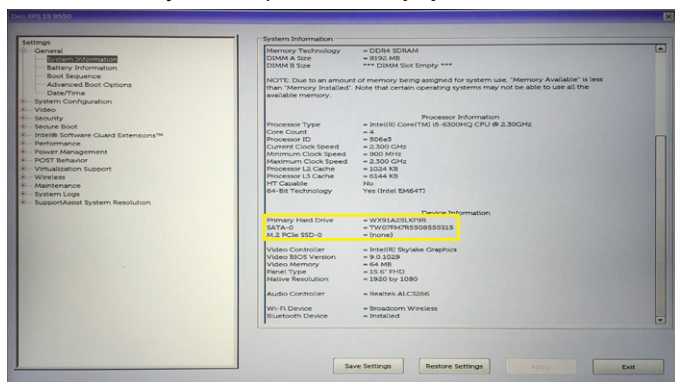 Dell XPS 15 9550
Settings
General
System Information
Battery Information
Boot Sequence
Advanced Boot Options
Date/Time
System Configuration
Video
Security
Secure Boot
Intel® Software Guard Extensions™
Performance
Power Management
POST Behavior
Virtualization Support
Wireless
Maintenance
System Logs
SupportAssist System Resolution
System Information
Memory Technology = DDR4 SDRAM
DIMM A Size = 8192 MB
DIMM B Size *** DIMM Slot Empty ***
NOTE: Due to an amount of memory being assigned for system use, "Memory Available" is less
than "Memory Installed". Note that certain operating systems may not be able to use all the
available memory.
Processor Information
Processor Type = Intel(R) Core(TM) i5-6300HQ CPU @ 2.30GHz
Core Count = 4
Processor ID = 506e3
Current Clock Speed = 2.300 GHz
Minimum Clock Speed = 800 MHz
Maximum Clock Speed = 2.300 GHz
Processor L2 Cache = 1024 KB
Processor L3 Cache = 6144 KB
HT Capable No
64-Bit Technology Yes (Intel EM64T)
Device Information
Primary Hard Drive =
SATA-0 =
M.2 PCIe SSD-0 = (none)
Video Controller = Intel(R) Skylake Graphics
Video BIOS Version = 9.0.1029
Video Memory = 64 MB
Panel Type = 15.6" FHD
Native Resolution = 1920 by 1080
Audio Controller = Realtek ALC3266
Wi-Fi Device = Broadcom Wireless
Bluetooth Device = Installed
Save Settings
Restore Settings
Apply
Exit